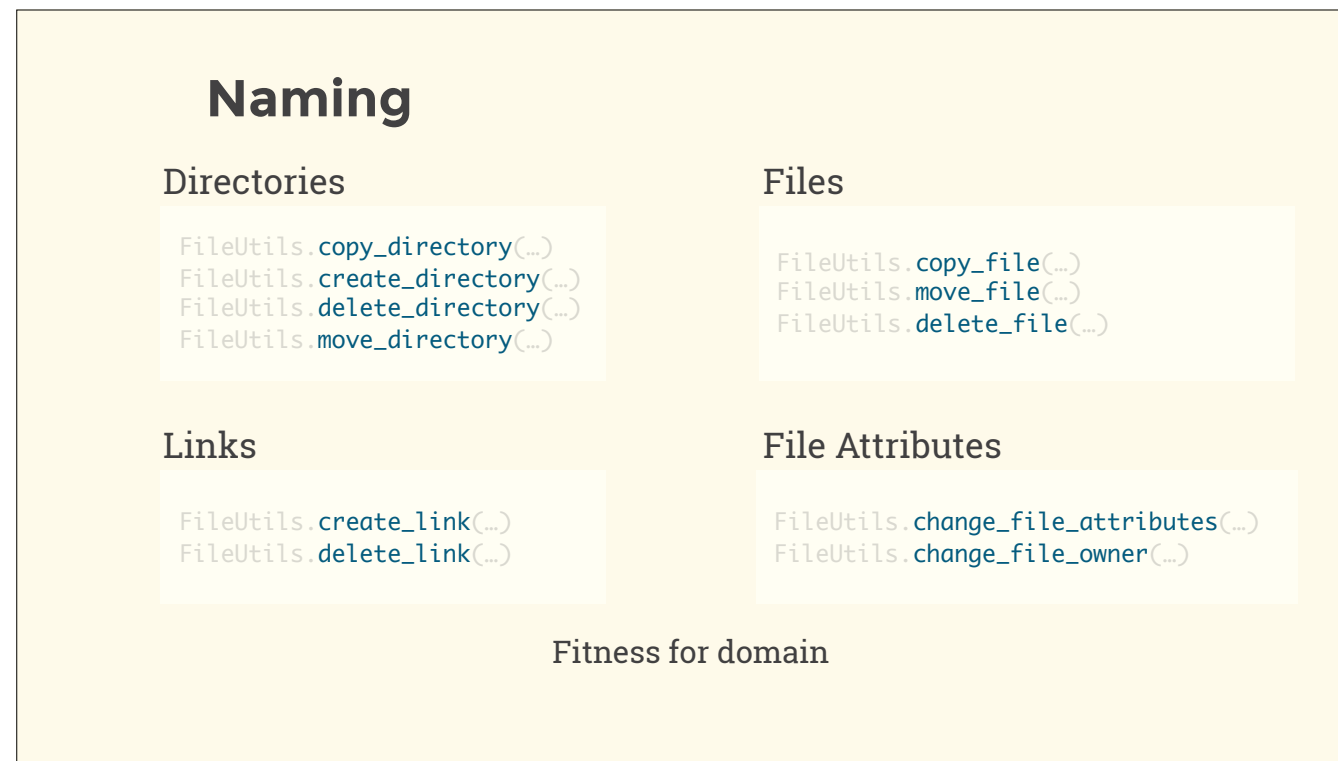 Naming
Directories
FileUtils.copy_directory(…)
FileUtils.create_directory(…)
FileUtils.delete_directory(…)
FileUtils.move_directory(…)
Files
FileUtils.copy_file(…)
FileUtils.move_file(…)
FileUtils.delete_file(…)
Links
FileUtils.create_link(…)
FileUtils.delete_link(…)
File Attributes
FileUtils.change_file_attributes(…)
FileUtils.change_file_owner(…)
Fitness for domain